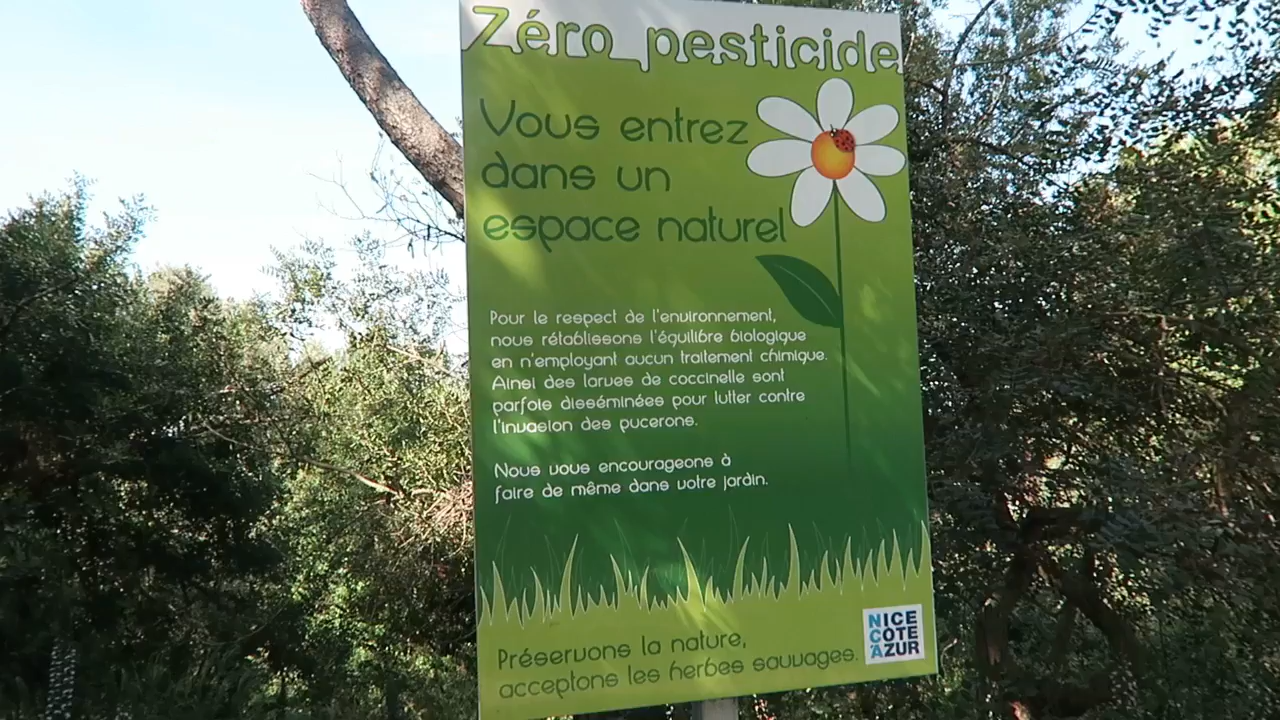 Zéro pesticide
Vous entrez
dans un
espace naturel
Pour le respect de l'environnement,
nous rétablissons l'équilibre biologique
en n'employant aucun traitement chimique.
Ainsi des larves de coccinelle sont
parfois disséminées pour lutter contre
l'invasion des pucerons.
Nous vous encourageons à
faire de même dans votre jardin.
Préservons la nature,
acceptons les herbes sauvages.
NICE
CÔTE
D'AZUR